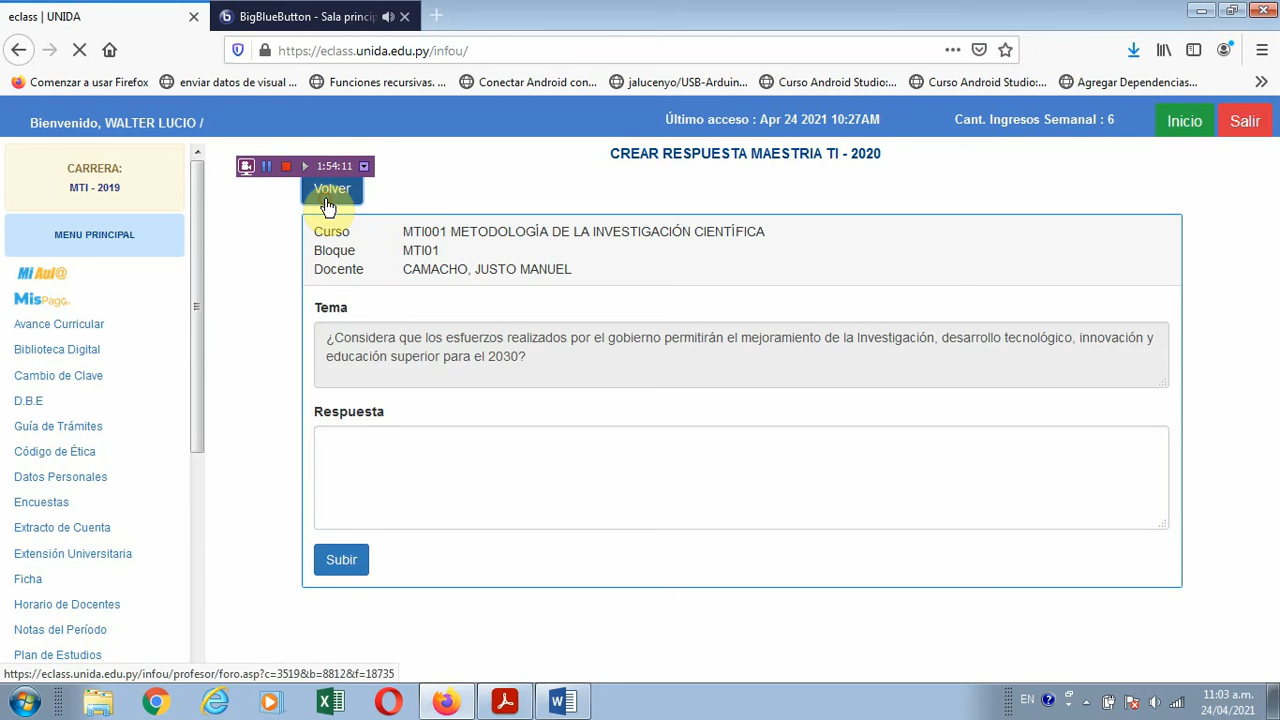 eclass | UNIDA
BigBlueButton - Sala princip
https://eclass.unida.edu.py/infou/
Comenzar a usar Firefox
enviar datos de visual ...
Funciones recursivas. ...
Conectar Android con...
jalucenyo/USB-Arduin...
Curso Android Studio:...
Curso Android Studio:...
Agregar Dependencias...
Bienvenido, WALTER LUCIO /
Último acceso : Apr 24 2021 10:27AM
Cant. Ingresos Semanal : 6
Inicio
Salir
CARRERA:
MTI - 2019
MENU PRINCIPAL
Mi Aul@
MisPago
Avance Curricular
Biblioteca Digital
Cambio de Clave
D.B.E
Guía de Trámites
Código de Ética
Datos Personales
Encuestas
Extracto de Cuenta
Extensión Universitaria
Ficha
Horario de Docentes
Notas del Período
Plan de Estudios
CREAR RESPUESTA MAESTRIA TI - 2020
1:54:11
Volver
Curso MTI001 METODOLOGÍA DE LA INVESTIGACIÓN CIENTÍFICA
Bloque MTI01
Docente CAMACHO, JUSTO MANUEL
Tema
¿Considera que los esfuerzos realizados por el gobierno permitirán el mejoramiento de la Investigación, desarrollo tecnológico, innovación y
educación superior para el 2030?
Respuesta
Subir
https://eclass.unida.edu.py/infou/profesor/foro.asp?c=3519&b=8812&f=18735
EN
11:03 a.m.
24/04/2021